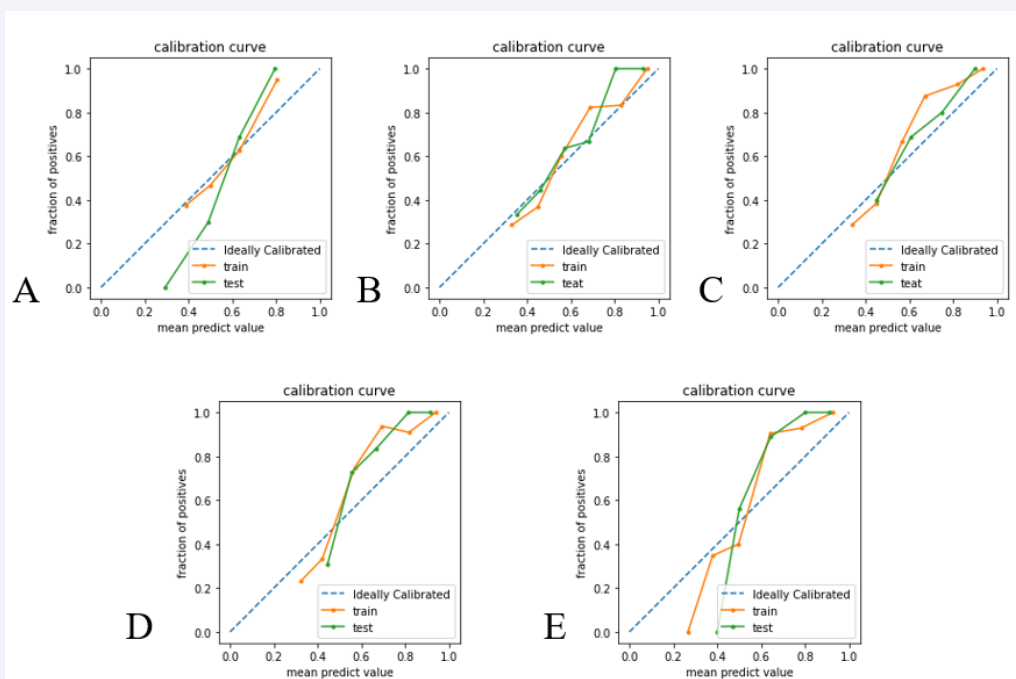 calibration curve
1.0
0.8
0.6
0.4
0.2
0.0
fraction of positives
Ideally Calibrated
train
test
0.0 0.2 0.4 0.6 0.8 1.0
mean predict value
A
calibration curve
1.0
0.8
0.6
0.4
0.2
0.0
fraction of positives
Ideally Calibrated
train
teat
0.0 0.2 0.4 0.6 0.8 1.0
mean predict value
B
calibration curve
1.0
0.8
0.6
0.4
0.2
0.0
fraction of positives
Ideally Calibrated
train
teat
0.0 0.2 0.4 0.6 0.8 1.0
mean predict value
C
calibration curve
1.0
0.8
0.6
0.4
0.2
0.0
fraction of positives
Ideally Calibrated
train
test
0.0 0.2 0.4 0.6 0.8 1.0
mean predict value
D
calibration curve
1.0
0.8
0.6
0.4
0.2
0.0
fraction of positives
Ideally Calibrated
train
test
0.0 0.2 0.4 0.6 0.8 1.0
mean predict value
E